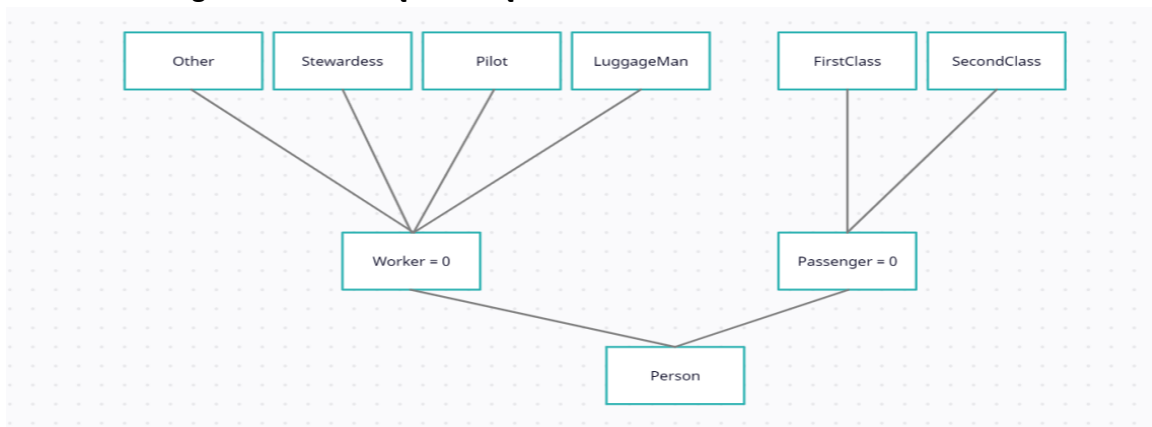 Other
Stewardess
Pilot
LuggageMan
FirstClass
SecondClass
Worker = 0
Passenger = 0
Person